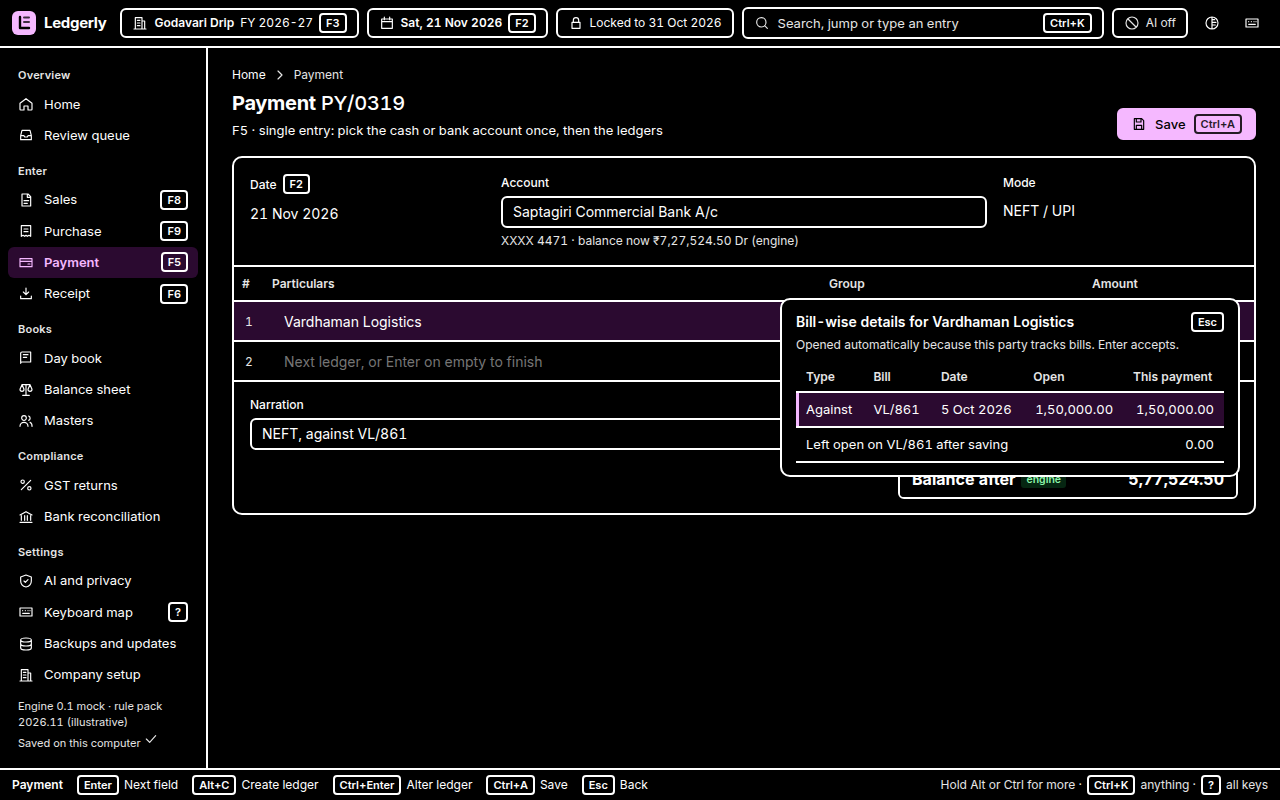 Ledgerly
Godavari Drip FY 2026-27 F3
Sat, 21 Nov 2026 F2
Locked to 31 Oct 2026
Search, jump or type an entry Ctrl+K
AI off
Overview
Home
Review queue
Enter
Sales F8
Purchase F9
Payment F5
Receipt F6
Books
Day book
Balance sheet
Masters
Compliance
GST returns
Bank reconciliation
Settings
AI and privacy
Keyboard map ?
Backups and updates
Company setup
Engine 0.1 mock · rule pack
2026.11 (illustrative)
Saved on this computer
Home Payment
Payment PY/0319
F5 · single entry: pick the cash or bank account once, then the ledgers
Save Ctrl+A
Date F2
21 Nov 2026
Account
Saptagiri Commercial Bank A/c
XXXX 4471 · balance now ₹7,27,524.50 Dr (engine)
Mode
NEFT / UPI
# Particulars Group Amount
1 Vardhaman Logistics
2 Next ledger, or Enter on empty to finish
Narration
NEFT, against VL/861
Bill-wise details for Vardhaman Logistics Esc
Opened automatically because this party tracks bills. Enter accepts.
Type Bill Date Open This payment
Against VL/861 5 Oct 2026 1,50,000.00 1,50,000.00
Left open on VL/861 after saving 0.00
Balance after engine 5,77,524.50
Payment Enter Next field Alt+C Create ledger Ctrl+Enter Alter ledger Ctrl+A Save Esc Back
Hold Alt or Ctrl for more · Ctrl+K anything · ? all keys